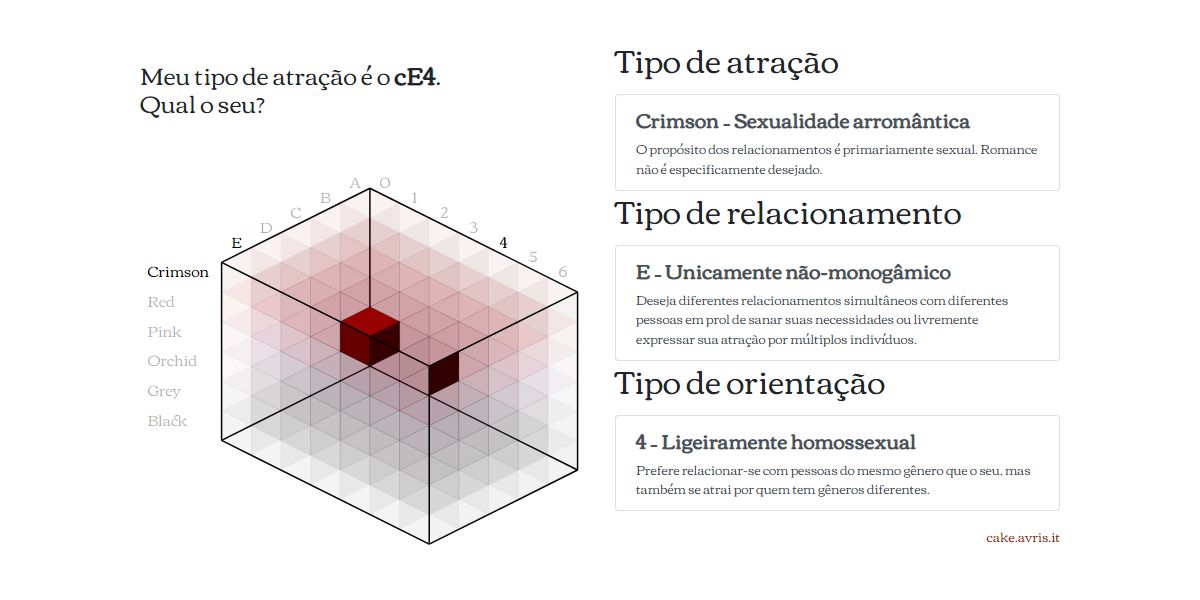 Meu tipo de atração é o cE4.
Qual o seu?
A O
B 1
C 2
D 3
E 4
5
6
Crimson
Red
Pink
Orchid
Grey
Black
Tipo de atração
Crimson - Sexualidade arromântica
O propósito dos relacionamentos é primariamente sexual. Romance
não é especificamente desejado.
Tipo de relacionamento
E - Unicamente não-monogâmico
Deseja diferentes relacionamentos simultâneos com diferentes
pessoas em prol de sanar suas necessidades ou livremente
expressar sua atração por múltiplos indivíduos.
Tipo de orientação
4 - Ligeiramente homossexual
Prefere relacionar-se com pessoas do mesmo gênero que o seu, mas
também se atrai por quem tem gêneros diferentes.
cake.avris.it